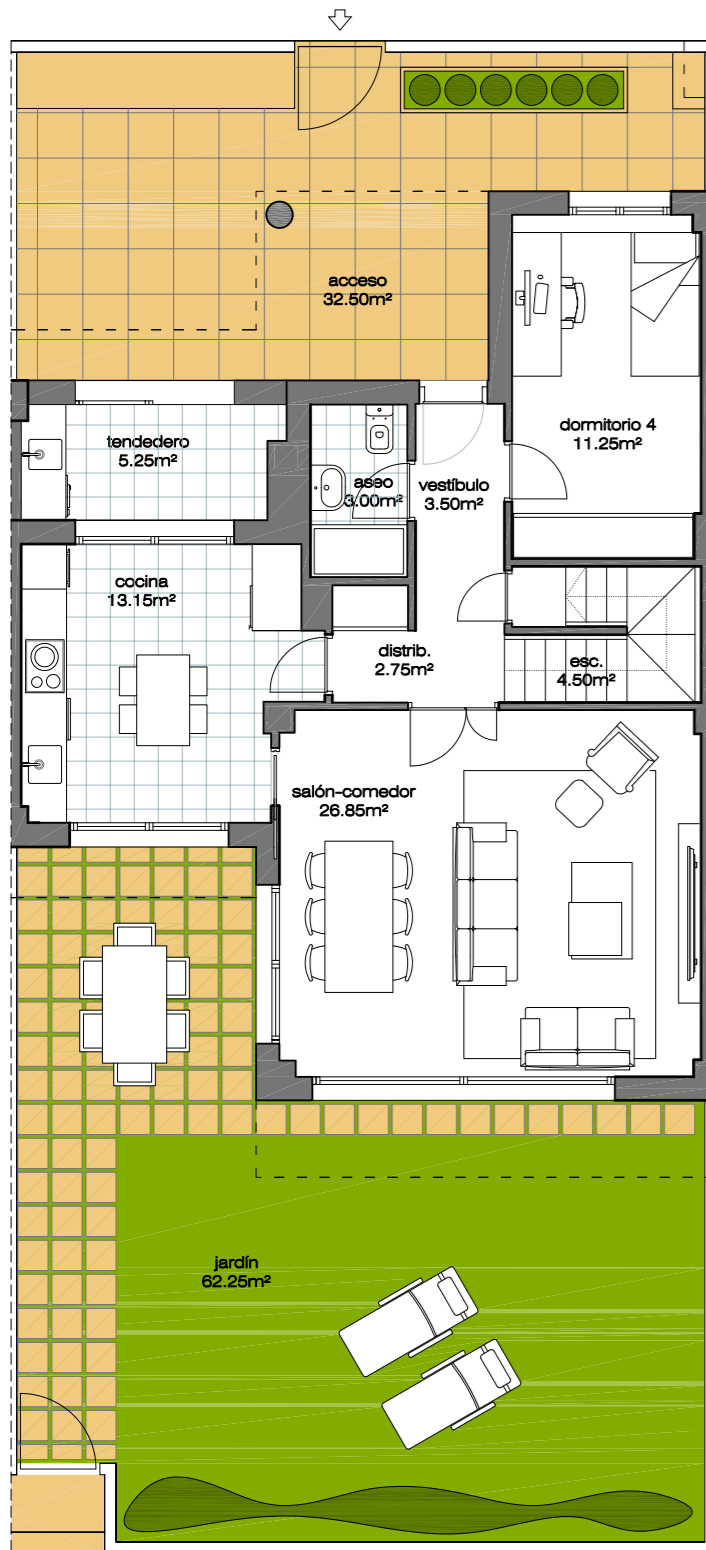 acceso
32.50m²
dormitorio 4
11.25m²
tendedero
5.25m²
aseo
3.00m²
vestíbulo
3.50m²
cocina
13.15m²
distrib.
2.75m²
esc.
4.50m²
salón-comedor
26.85m²
jardín
62.25m²